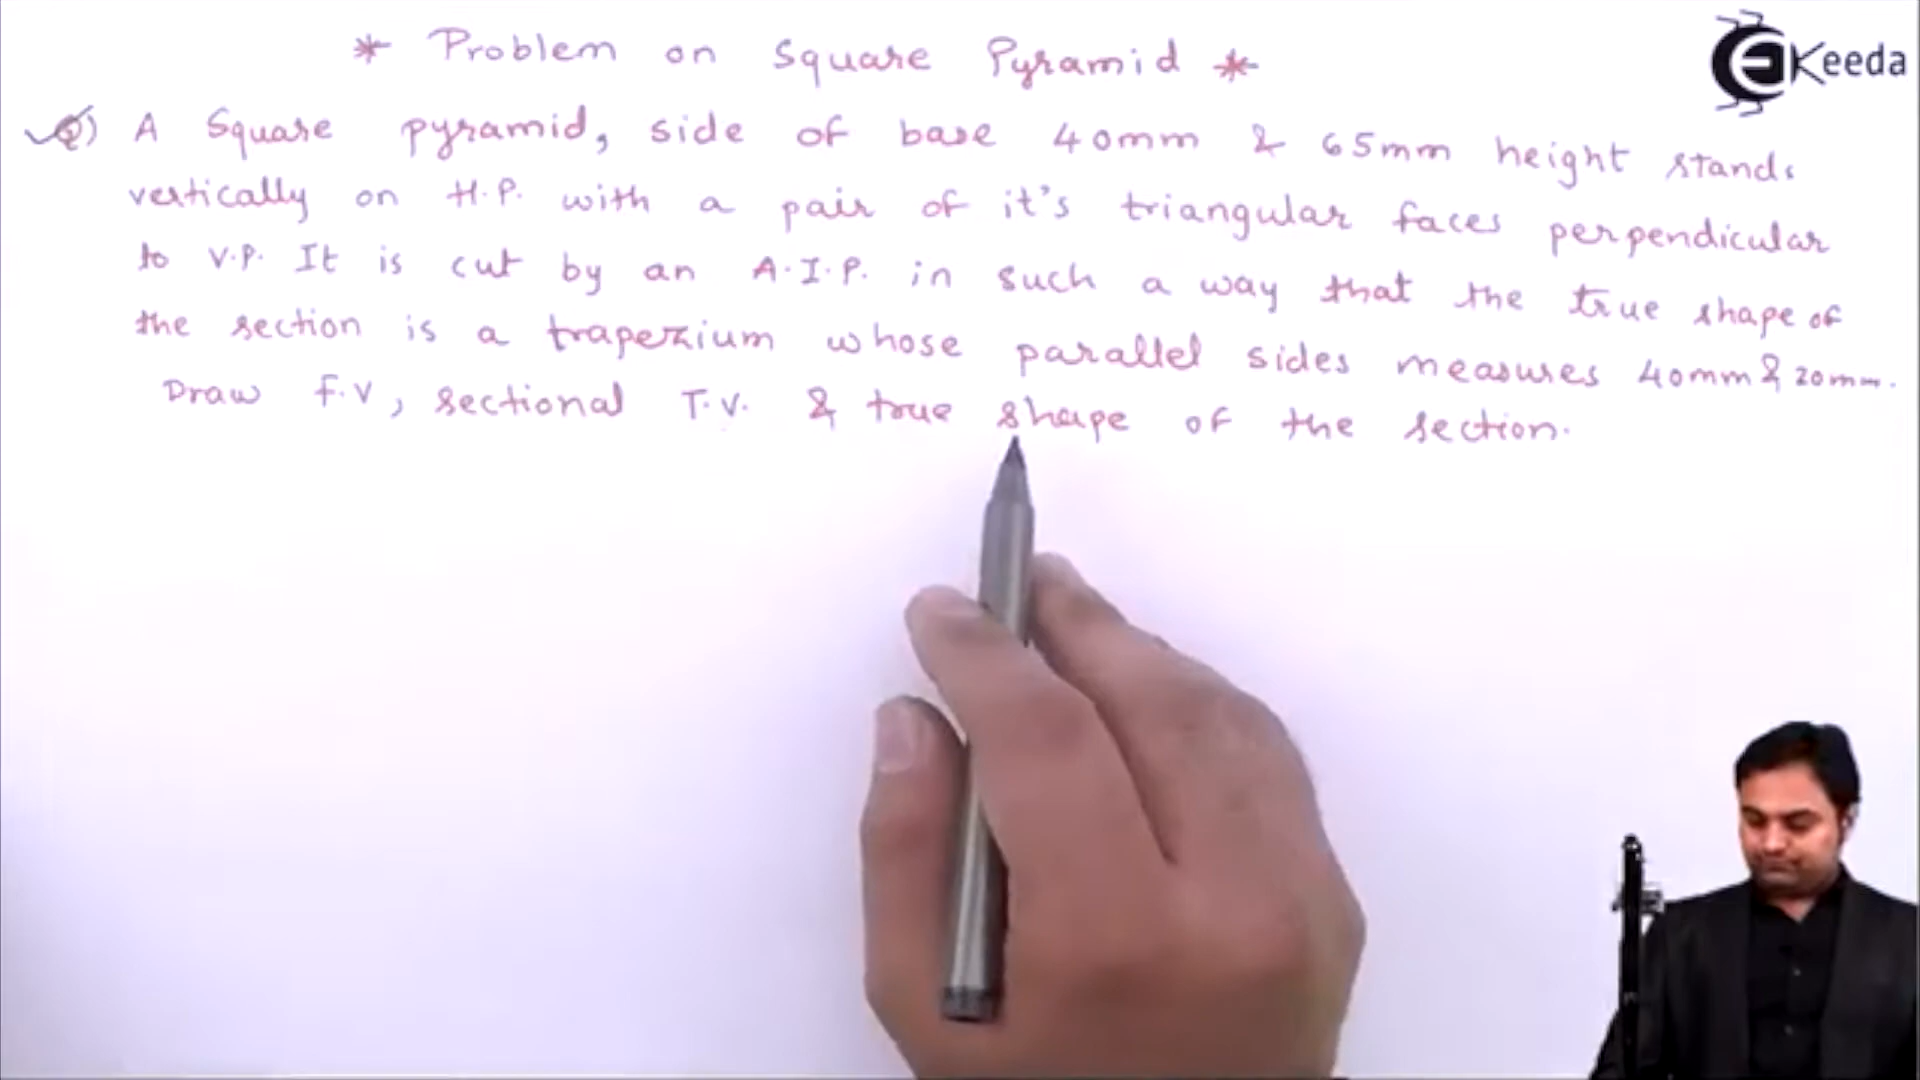 * Problem on Square Pyramid *
EKeeda
Q) A Square pyramid, side of base 40mm & 65mm height stands
vertically on H.P. with a pair of it's triangular faces perpendicular
to V.P. It is cut by an A.I.P. in such a way that the true shape of
the section is a trapezium whose parallel sides measures 40mm & 20mm.
Draw F.V, sectional T.V. & true shape of the section.